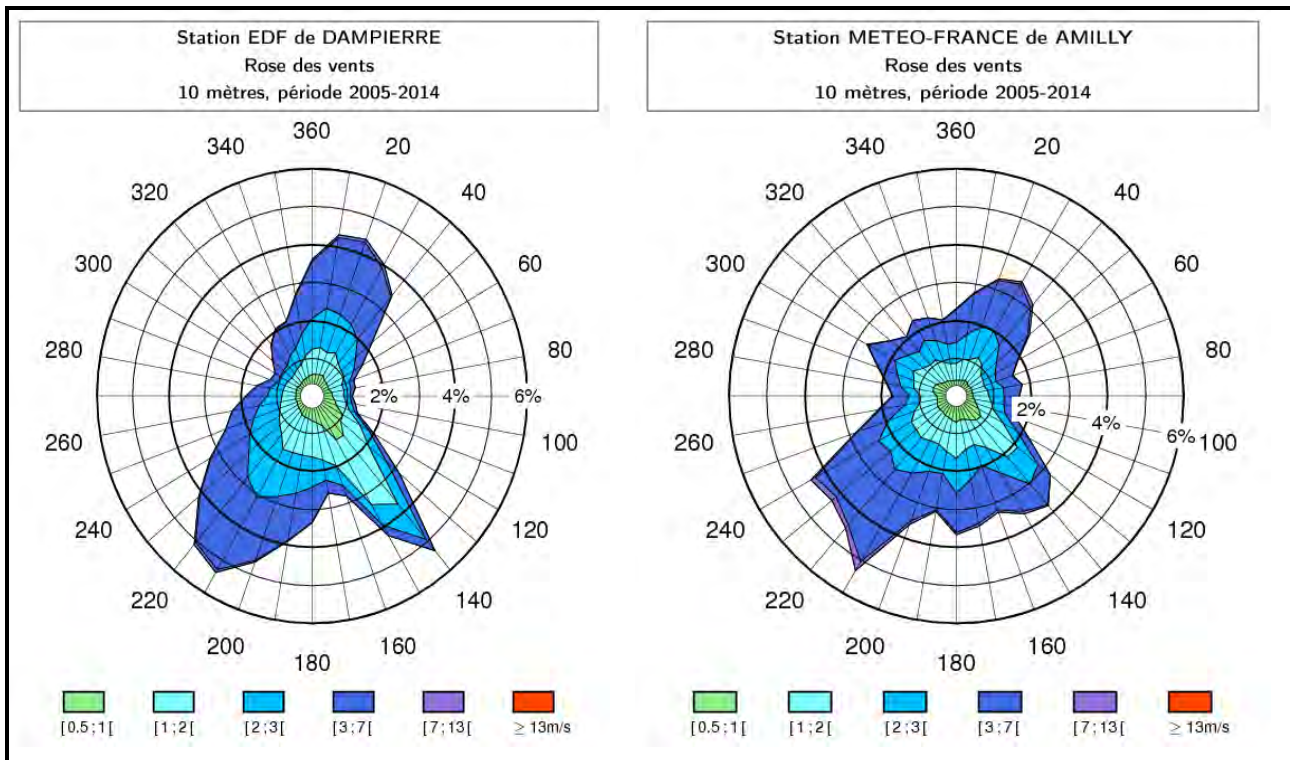 Station EDF de DAMPIERRE
Rose des vents
10 mètres, période 2005-2014
360
340 20
320 40
300 60
280 80
2% 4% 6%
260 100
240 120
220 140
200 160
180
[0.5;1[ [1;2[ [2;3[ [3;7[ [7;13[ ≥ 13m/s
Station METEO-FRANCE de AMILLY
Rose des vents
10 mètres, période 2005-2014
360
340 20
320 40
300 60
280 80
2% 4% 6%
260 100
240 120
220 140
200 160
180
[0.5;1[ [1;2[ [2;3[ [3;7[ [7;13[ ≥ 13m/s